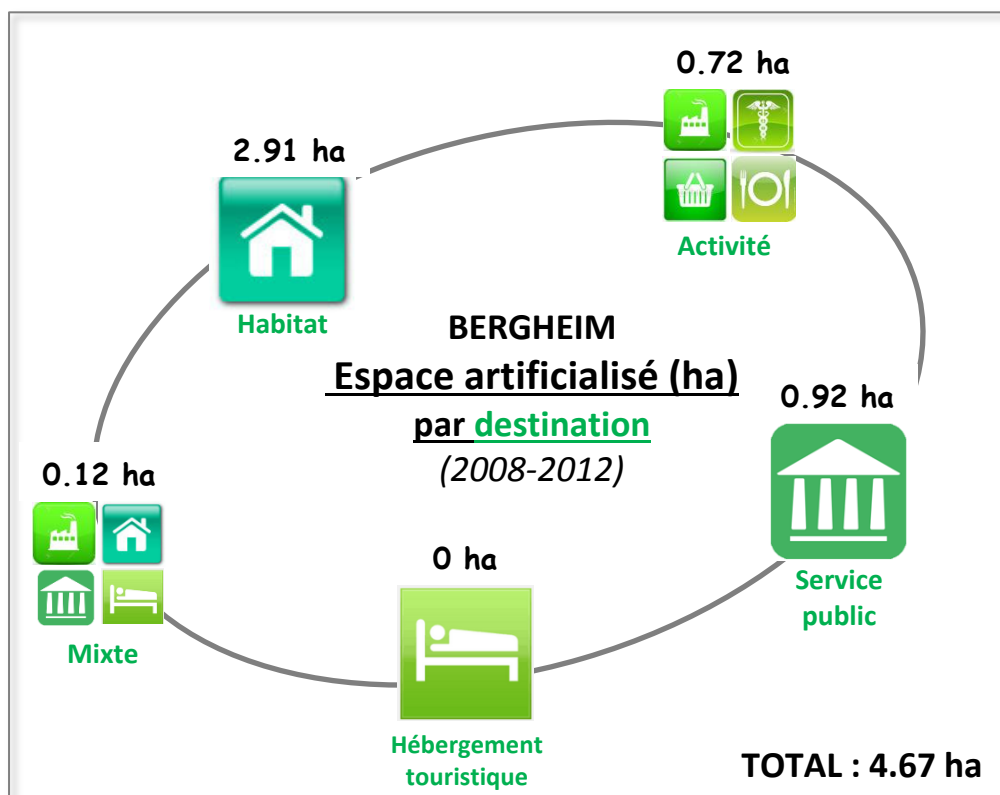 0.72 ha
Activité
2.91 ha
Habitat
BERGHEIM
Espace artificialisé (ha)
par destination
(2008-2012)
0.92 ha
Service
public
0.12 ha
Mixte
0 ha
Hébergement
touristique
TOTAL : 4.67 ha